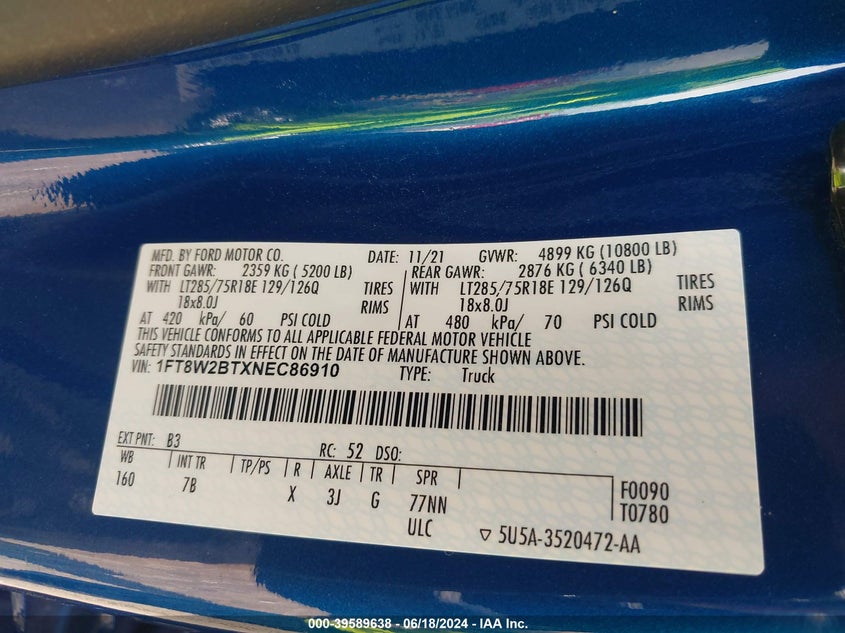 MFD. BY FORD MOTOR CO. DATE: 11/21 GVWR: 4899 KG (10800 LB)
FRONT GAWR: 2359 KG ( 5200 LB) REAR GAWR: 2876 KG ( 6340 LB)
WITH LT285/75R18E 129/126Q TIRES WITH LT285/75R18E 129/126Q TIRES
18x8.0J RIMS 18x8.0J RIMS
AT 420 kPa/ 60 PSI COLD AT 480 kPa/ 70 PSI COLD
THIS VEHICLE CONFORMS TO ALL APPLICABLE FEDERAL MOTOR VEHICLE
SAFETY STANDARDS IN EFFECT ON THE DATE OF MANUFACTURE SHOWN ABOVE.
VIN: 1FT8W2BTXNEC86910 TYPE: Truck
EXT PNT: B3 RC: 52 DSO:
WB INT TR TP/PS R AXLE TR SPR
160 7B X 3J G 77NN F0090
ULC T0780
5U5A-3520472-AA
000-39589638 - 06/18/2024 - IAA Inc.